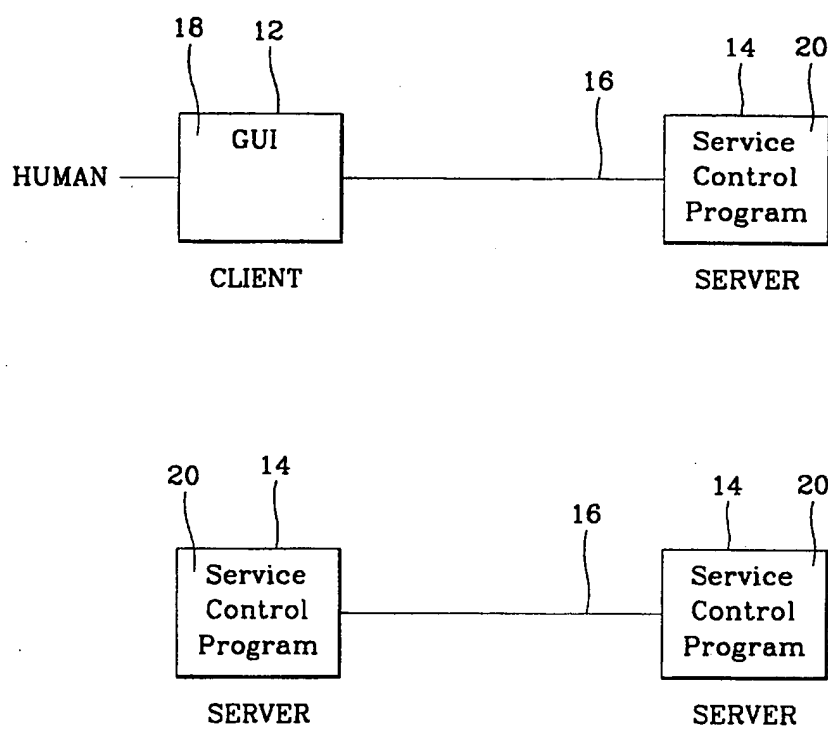 18 12 16 14 20
HUMAN
GUI
CLIENT
Service
Control
Program
SERVER
20 14 16 14 20
Service
Control
Program
SERVER
Service
Control
Program
SERVER